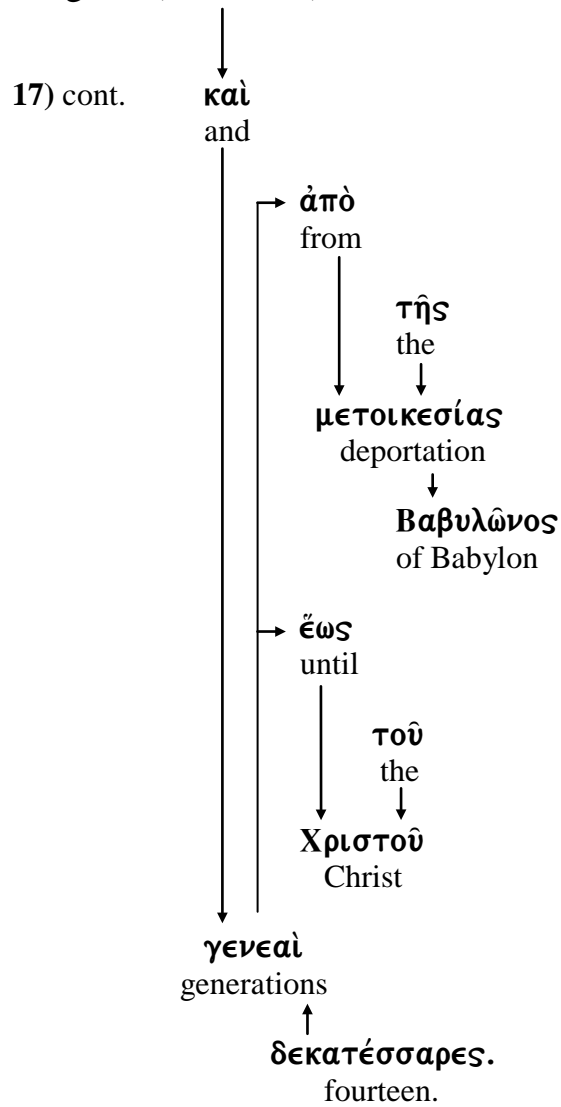 17) cont. καὶ
and
ἀπὸ
from
τῆς
the
μετοικεσίας
deportation
Βαβυλῶνος
of Babylon
ἕως
until
τοῦ
the
Χριστοῦ
Christ
γενεαὶ
generations
δεκατέσσαρες.
fourteen.